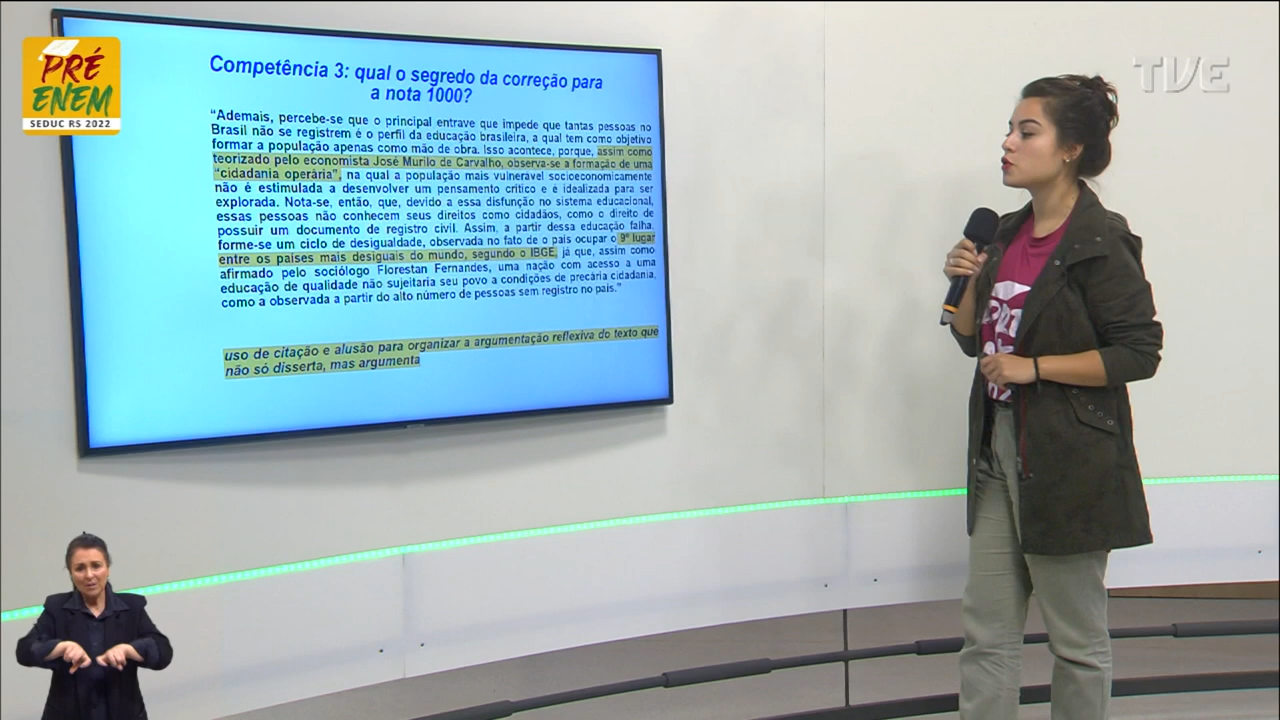 PRÉ
ENEM
SEDUC RS 2022
TVE
Competência 3: qual o segredo da correção para
a nota 1000?
“Ademais, percebe-se que o principal entrave que impede que tantas pessoas no
Brasil não se registrem é o perfil da educação brasileira, a qual tem como objetivo
formar a população apenas como mão de obra. Isso acontece, porque, assim como
teorizado pelo economista José Murilo de Carvalho, observa-se a formação de uma
“cidadania operária”, na qual a população mais vulnerável socioeconomicamente
não é estimulada a desenvolver um pensamento crítico e é idealizada para ser
explorada. Nota-se, então, que, devido a essa disfunção no sistema educacional,
essas pessoas não conhecem seus direitos como cidadãos, como o direito de
possuir um documento de registro civil. Assim, a partir dessa educação falha,
forme-se um ciclo de desigualdade, observada no fato de o país ocupar o 9º lugar
entre os países mais desiguais do mundo, segundo o IBGE, já que, assim como
afirmado pelo sociólogo Florestan Fernandes, uma nação com acesso a uma
educação de qualidade não sujeitaria seu povo a condições de precária cidadania,
como a observada a partir do alto número de pessoas sem registro no país.”
uso de citação e alusão para organizar a argumentação reflexiva do texto que
não só disserta, mas argumenta